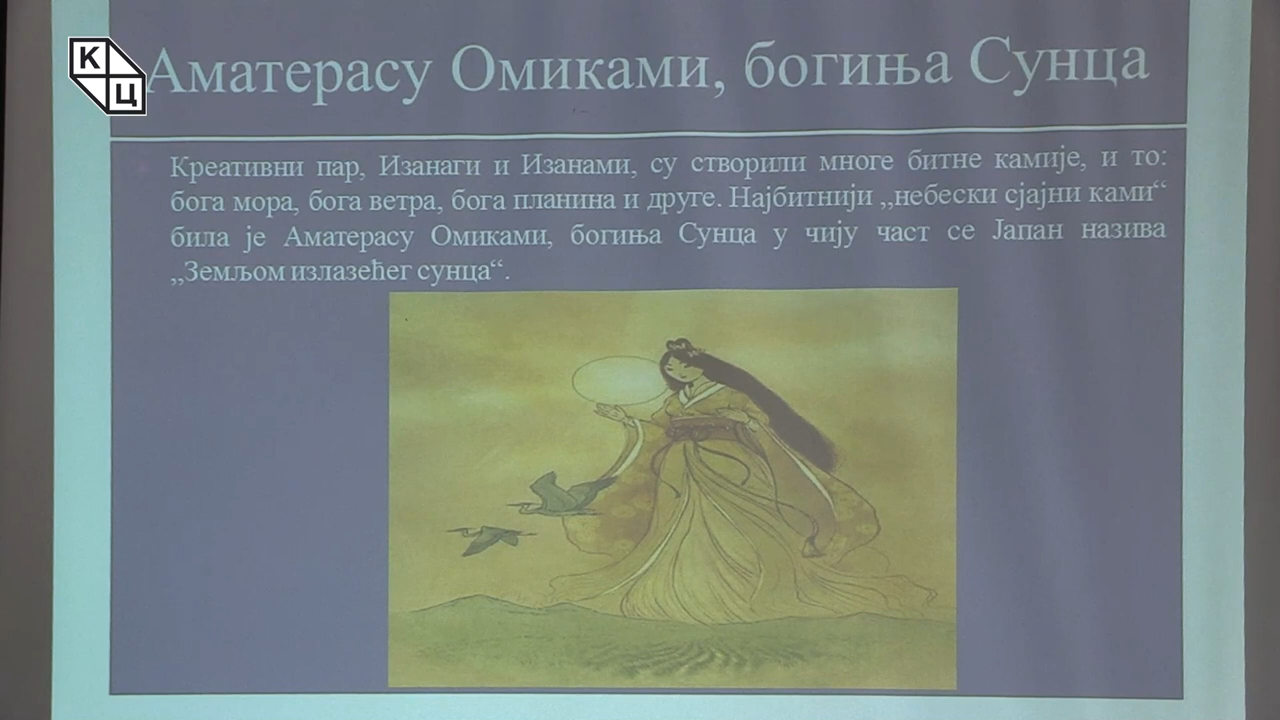 К
Ц
Аматерасу Омиками, богиња Сунца
Креативни пар, Изанаги и Изанами, су створили многе битне камије, и то:
бога мора, бога ветра, бога планина и друге. Најбитнији „небески сјајни ками“
била је Аматерасу Омиками, богиња Сунца у чију част се Јапан назива
„Земљом излазећег сунца“.